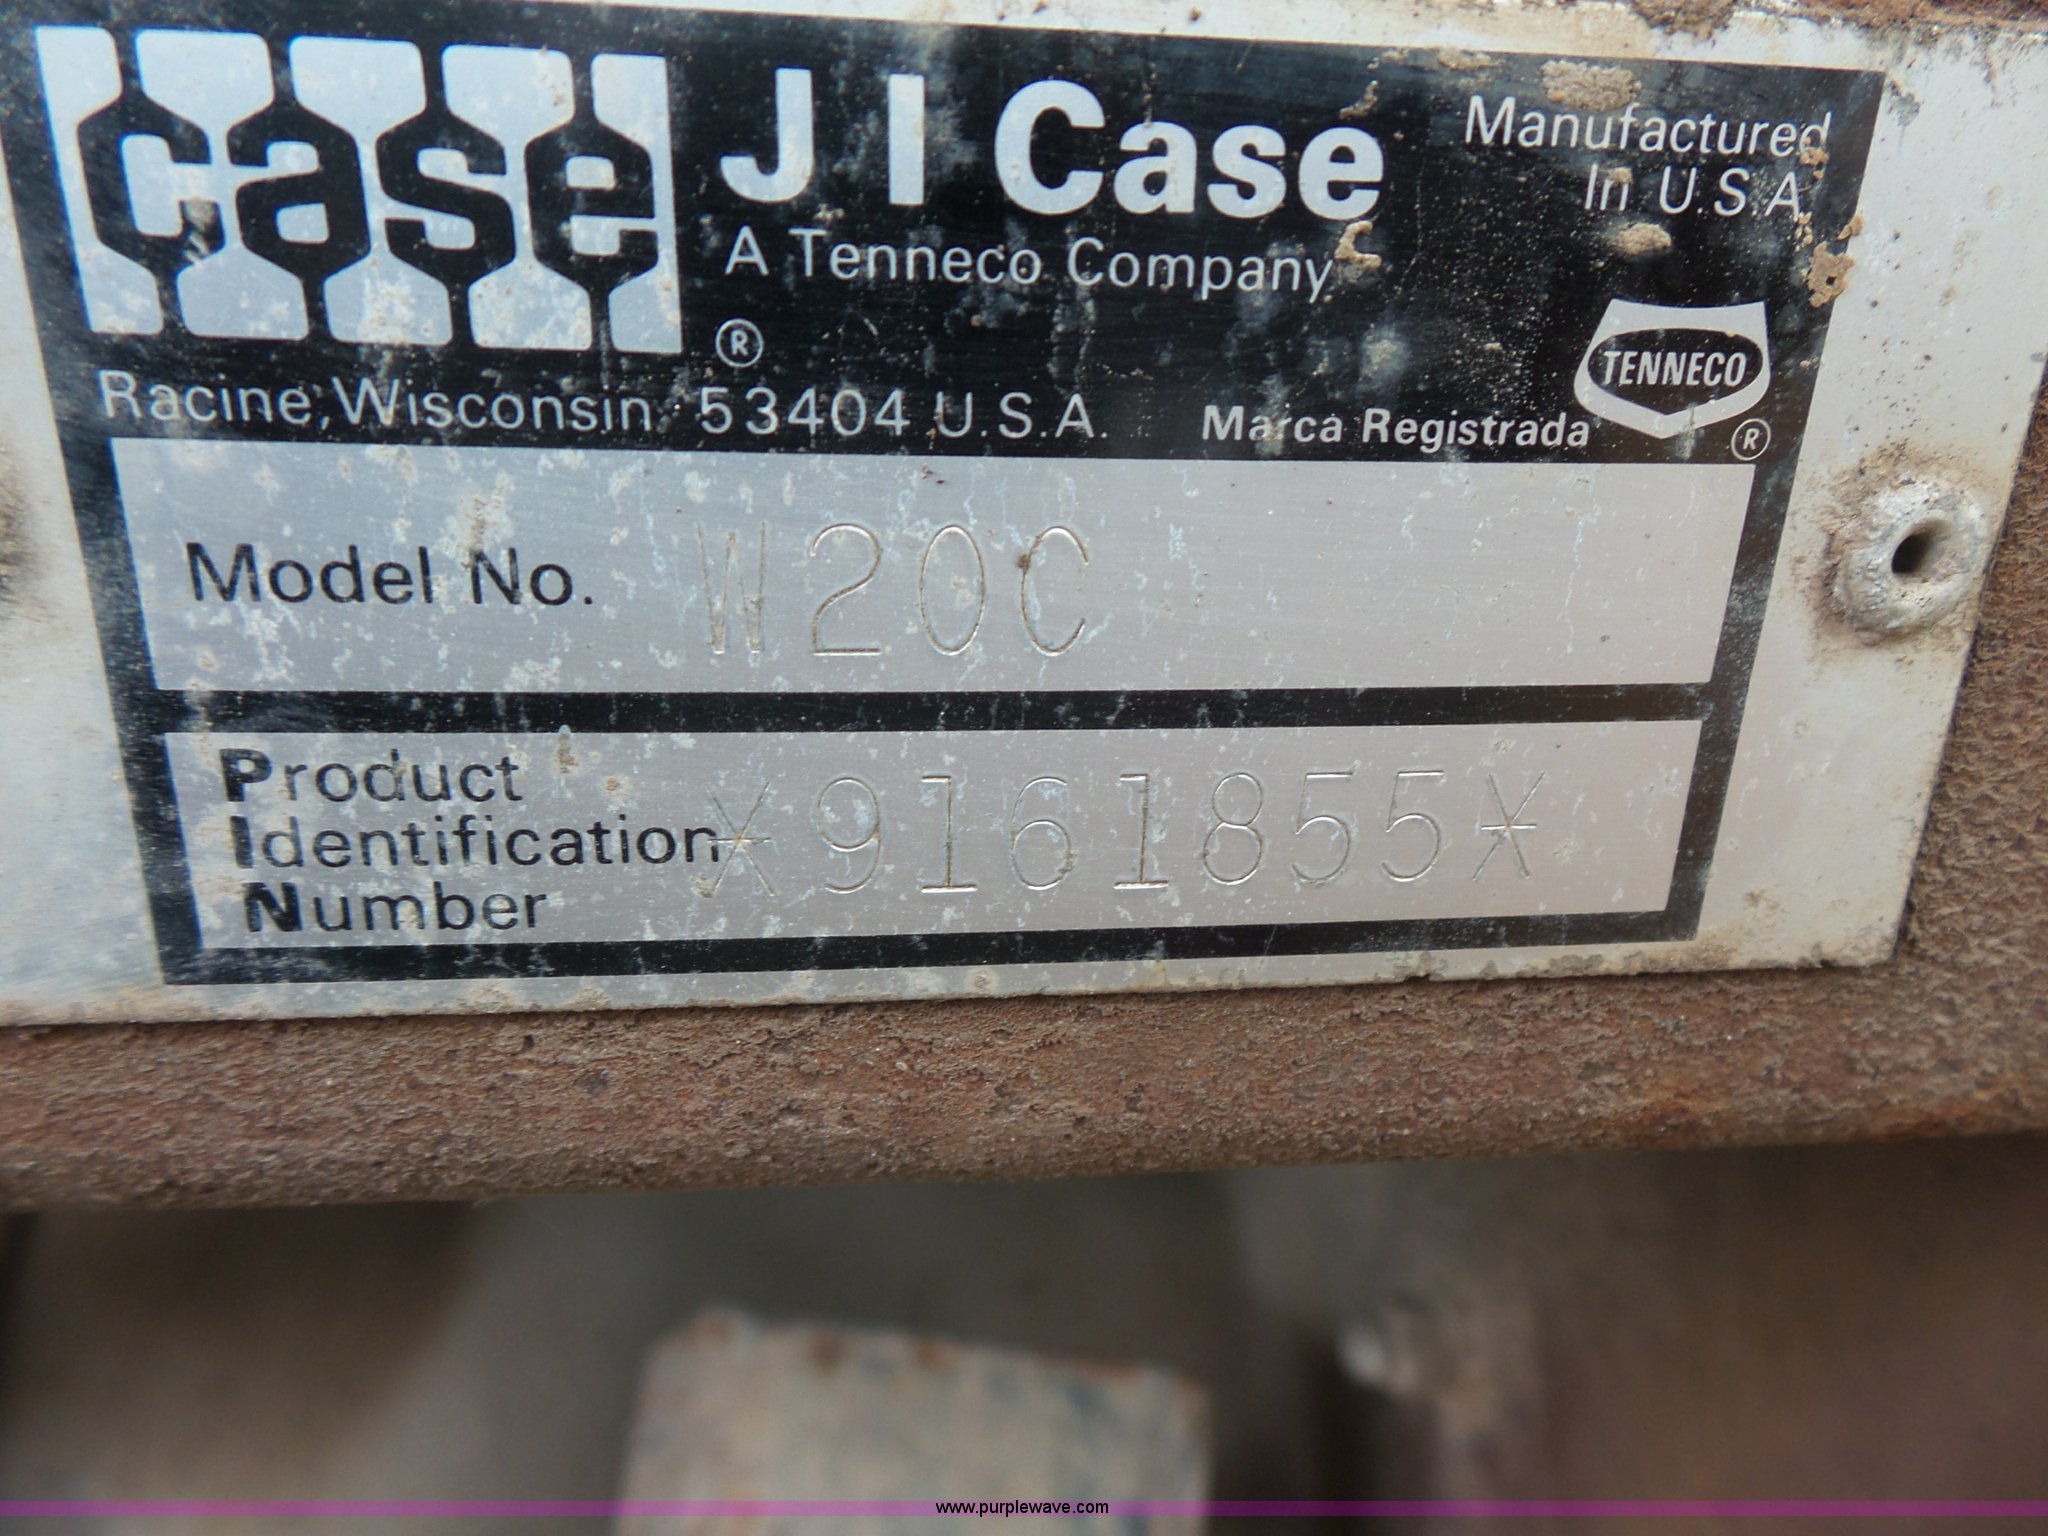 case
J I Case
Manufactured
In U.S.A.
A Tenneco Company
®
TENNECO
Racine, Wisconsin 53404 U.S.A.
Marca Registrada
®
Model No. W20C
Product
Identification *9161855*
Number
www.purplewave.com